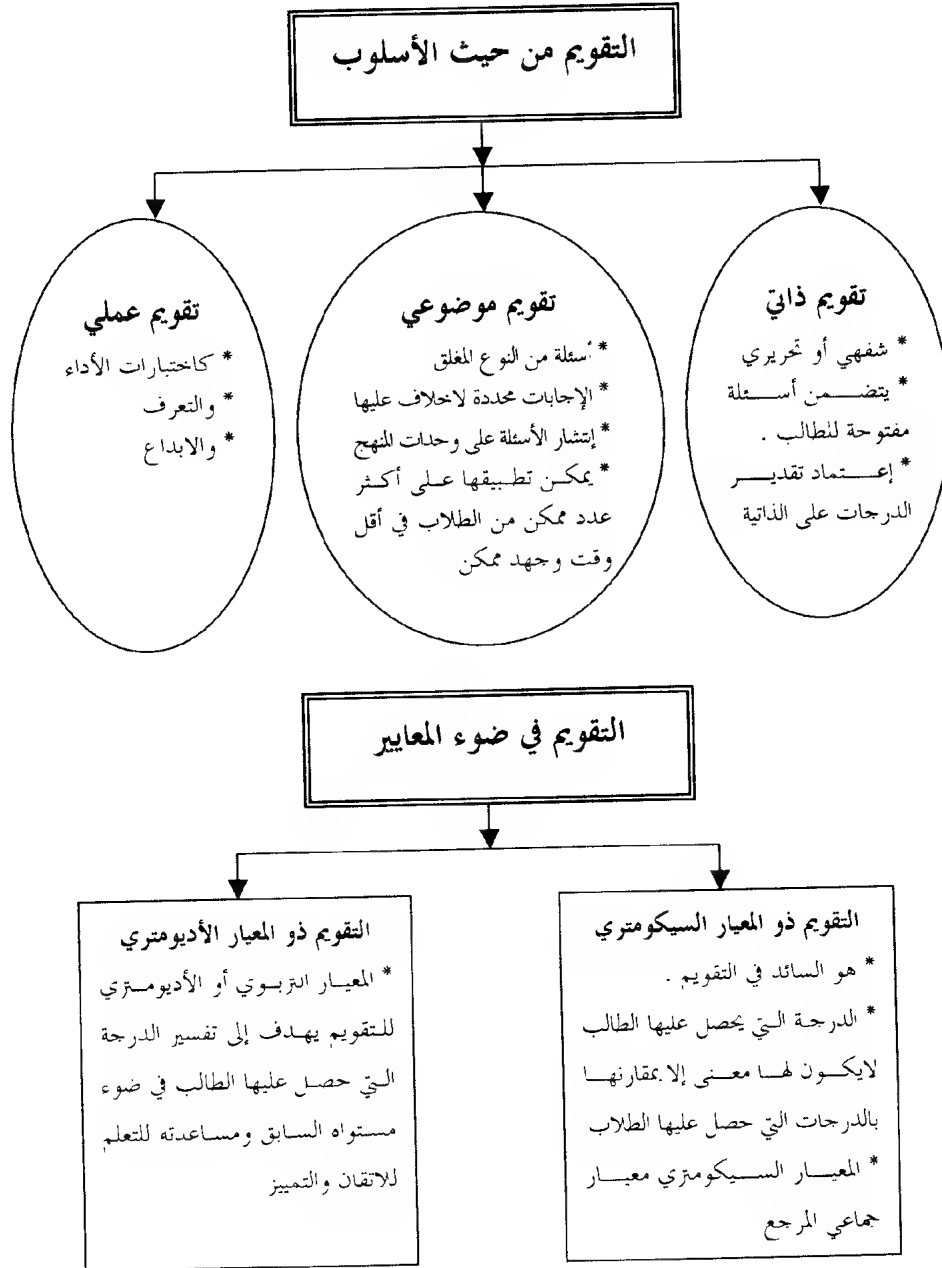 التقويم من حيث الأسلوب
تقويم ذاتي
* شفهي أو تحريري
* يتضمن أسئلة
مفتوحة للطالب .
* إعتماد تقدير
الدرجات على الذاتية
تقويم موضوعي
* أسئلة من النوع المغلق
* الإجابات محددة لاخلاف عليها
* إنتشار الأسئلة على وحدات المنهج
* يمكن تطبيقها على أكثر
عدد ممكن من الطلاب في أقل
وقت وجهد ممكن
تقويم عملي
* كاختبارات الأداء
* والتعرف
* والابداع
التقويم في ضوء المعايير
التقويم ذو المعيار السيكومتري
* هو السائد في التقويم .
* الدرجة التي يحصل عليها الطالب
لايكون لها معنى إلا بمقارنها
بالدرجات التي حصل عليها الطلاب
* المعيار السيكومتري معيار
جماعي المرجع
التقويم ذو المعيار الأديومتري
* المعيار التربوي أو الأديومتري
للتقويم يهدف إلى تفسير الدرجة
التي حصل عليها الطالب في ضوء
مستواه السابق ومساعدته للتعلم
للاتقان والتمييز